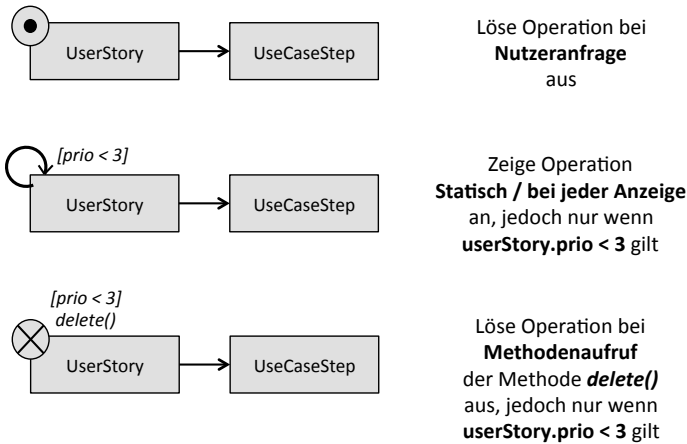 UserStory
UseCaseStep
Löse Operation bei
Nutzeranfrage
aus
[prio < 3]
UserStory
UseCaseStep
Zeige Operation
Statisch / bei jeder Anzeige
an, jedoch nur wenn
userStory.prio < 3 gilt
[prio < 3]
delete()
UserStory
UseCaseStep
Löse Operation bei
Methodenaufruf
der Methode delete()
aus, jedoch nur wenn
userStory.prio < 3 gilt